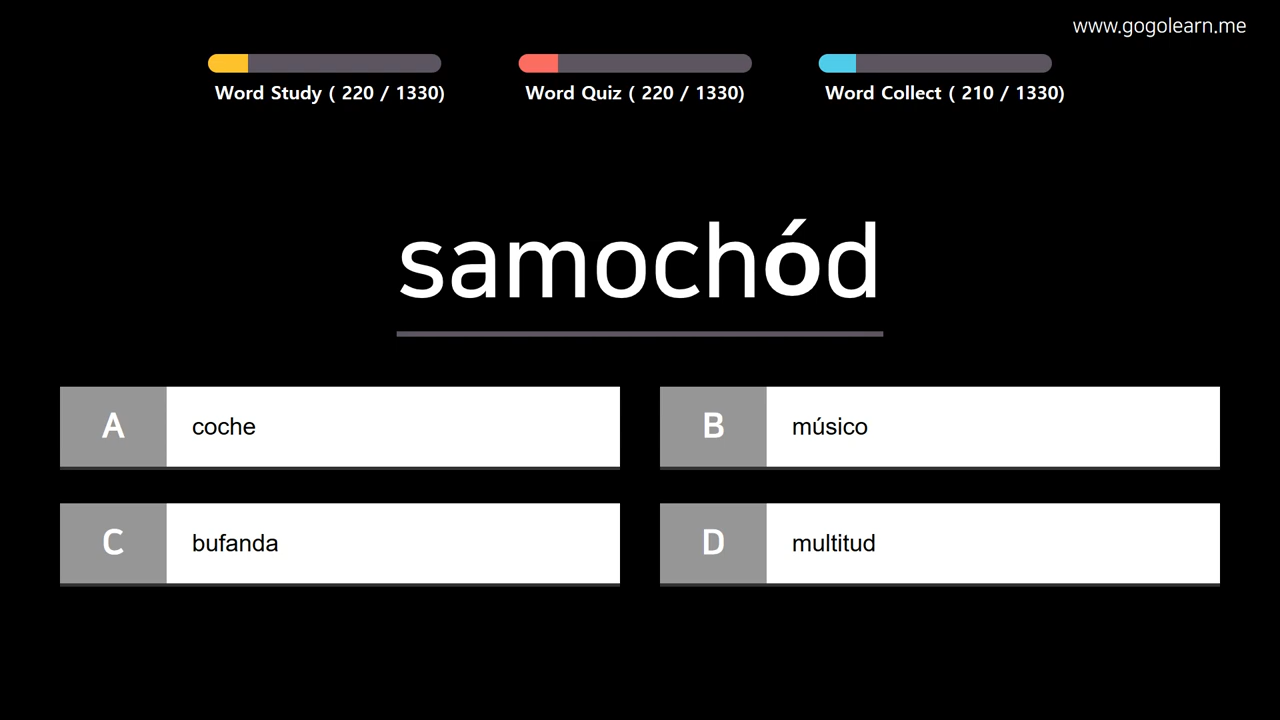 www.gogolearn.me
Word Study ( 220 / 1330)
Word Quiz ( 220 / 1330)
Word Collect ( 210 / 1330)
samochód
A coche
B músico
C bufanda
D multitud